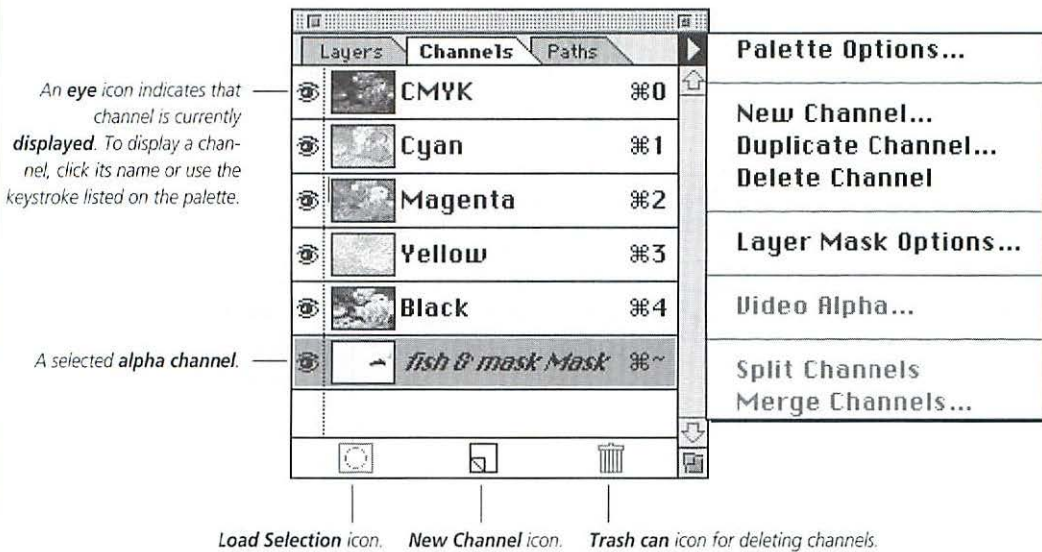 Layers Channels Paths
An eye icon indicates that
channel is currently
displayed. To display a chan-
nel, click its name or use the
keystroke listed on the palette.
CMYK ⌘0
Cyan ⌘1
Magenta ⌘2
Yellow ⌘3
Black ⌘4
A selected alpha channel.
fish & mask Mask ⌘~
Palette Options...
New Channel...
Duplicate Channel...
Delete Channel
Layer Mask Options...
Video Alpha...
Split Channels
Merge Channels...
Load Selection icon. New Channel icon. Trash can icon for deleting channels.